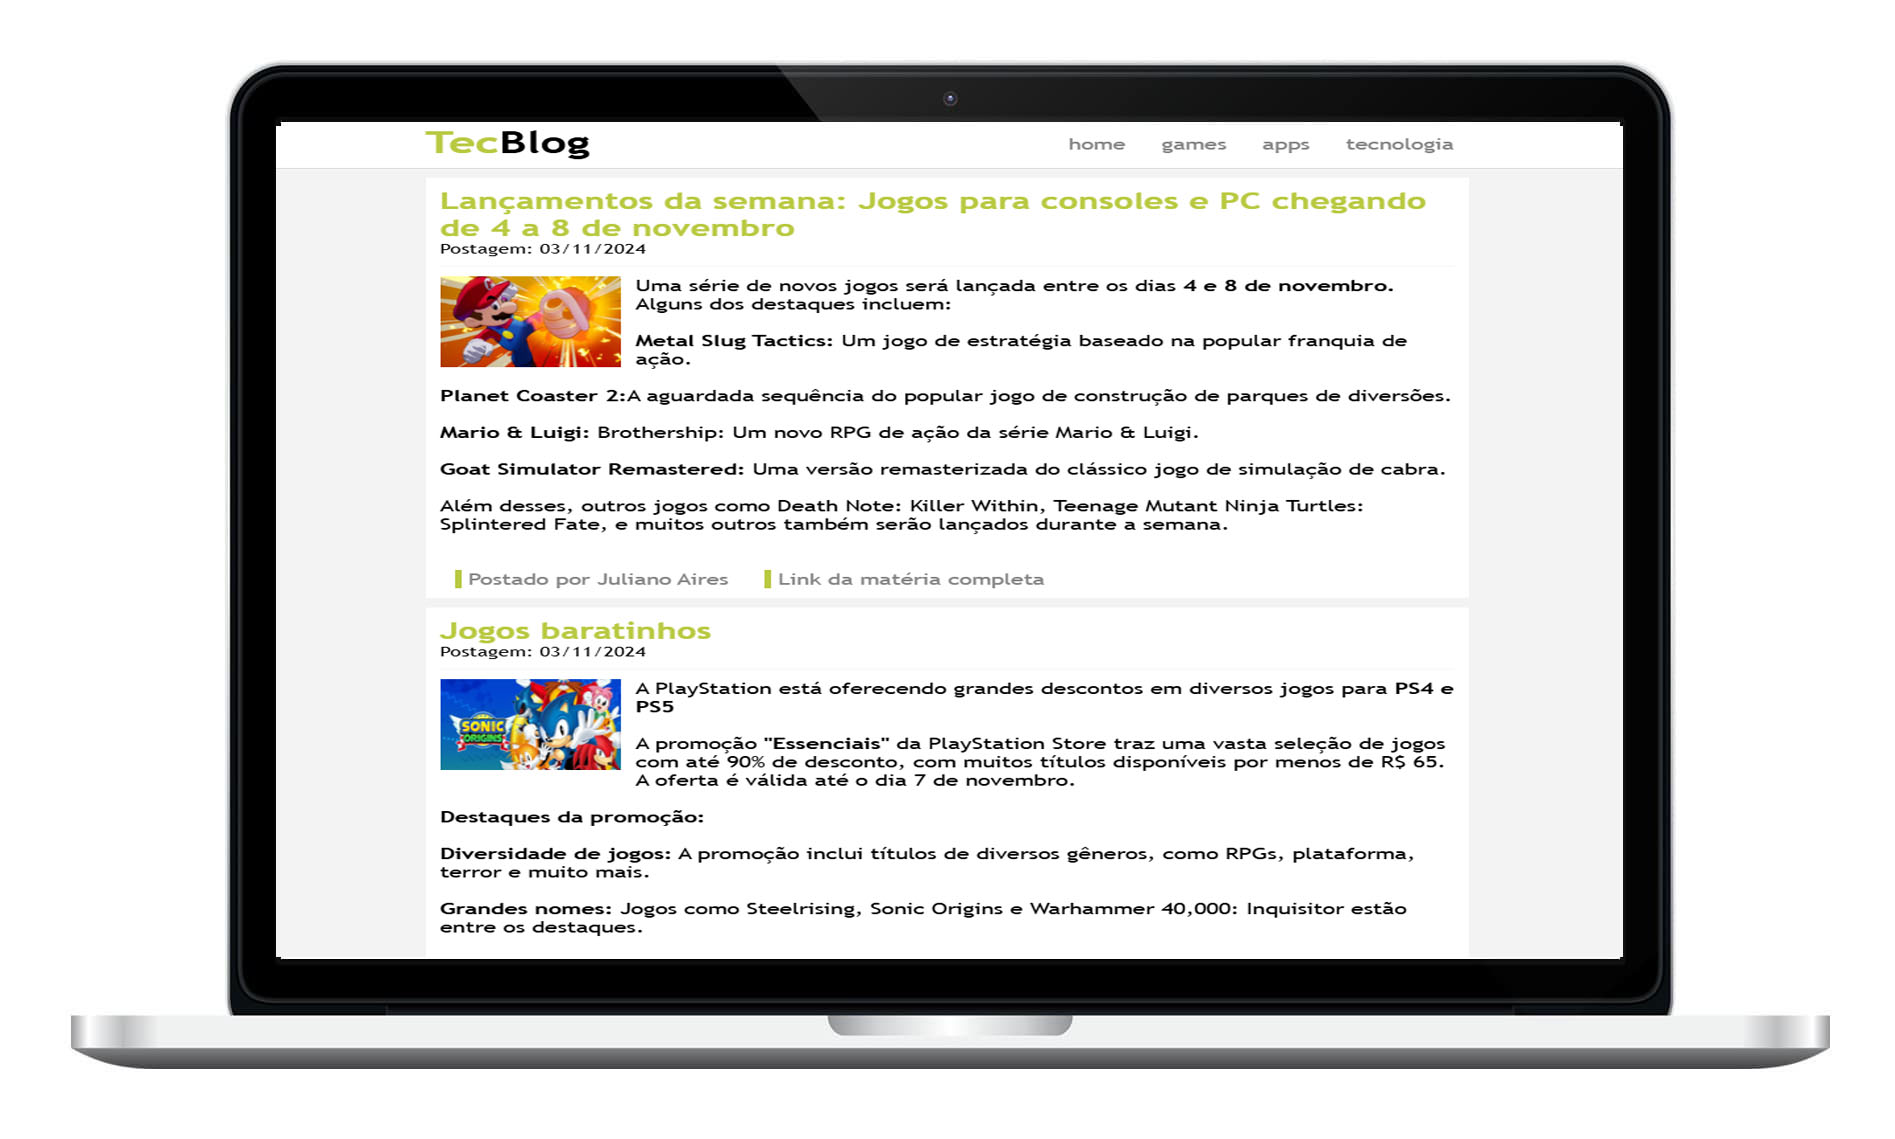 TecBlog
home games apps tecnologia
Lançamentos da semana: Jogos para consoles e PC chegando
de 4 a 8 de novembro
Postagem: 03/11/2024
Uma série de novos jogos será lançada entre os dias 4 e 8 de novembro.
Alguns dos destaques incluem:
Metal Slug Tactics: Um jogo de estratégia baseado na popular franquia de
ação.
Planet Coaster 2:A aguardada sequência do popular jogo de construção de parques de diversões.
Mario & Luigi: Brothership: Um novo RPG de ação da série Mario & Luigi.
Goat Simulator Remastered: Uma versão remasterizada do clássico jogo de simulação de cabra.
Além desses, outros jogos como Death Note: Killer Within, Teenage Mutant Ninja Turtles:
Splintered Fate, e muitos outros também serão lançados durante a semana.
Postado por Juliano Aires
Link da matéria completa
Jogos baratinhos
Postagem: 03/11/2024
SONIC
ORIGINS
A PlayStation está oferecendo grandes descontos em diversos jogos para PS4 e
PS5
A promoção "Essenciais" da PlayStation Store traz uma vasta seleção de jogos
com até 90% de desconto, com muitos títulos disponíveis por menos de R$ 65.
A oferta é válida até o dia 7 de novembro.
Destaques da promoção:
Diversidade de jogos: A promoção inclui títulos de diversos gêneros, como RPGs, plataforma,
terror e muito mais.
Grandes nomes: Jogos como Steelrising, Sonic Origins e Warhammer 40,000: Inquisitor estão
entre os destaques.